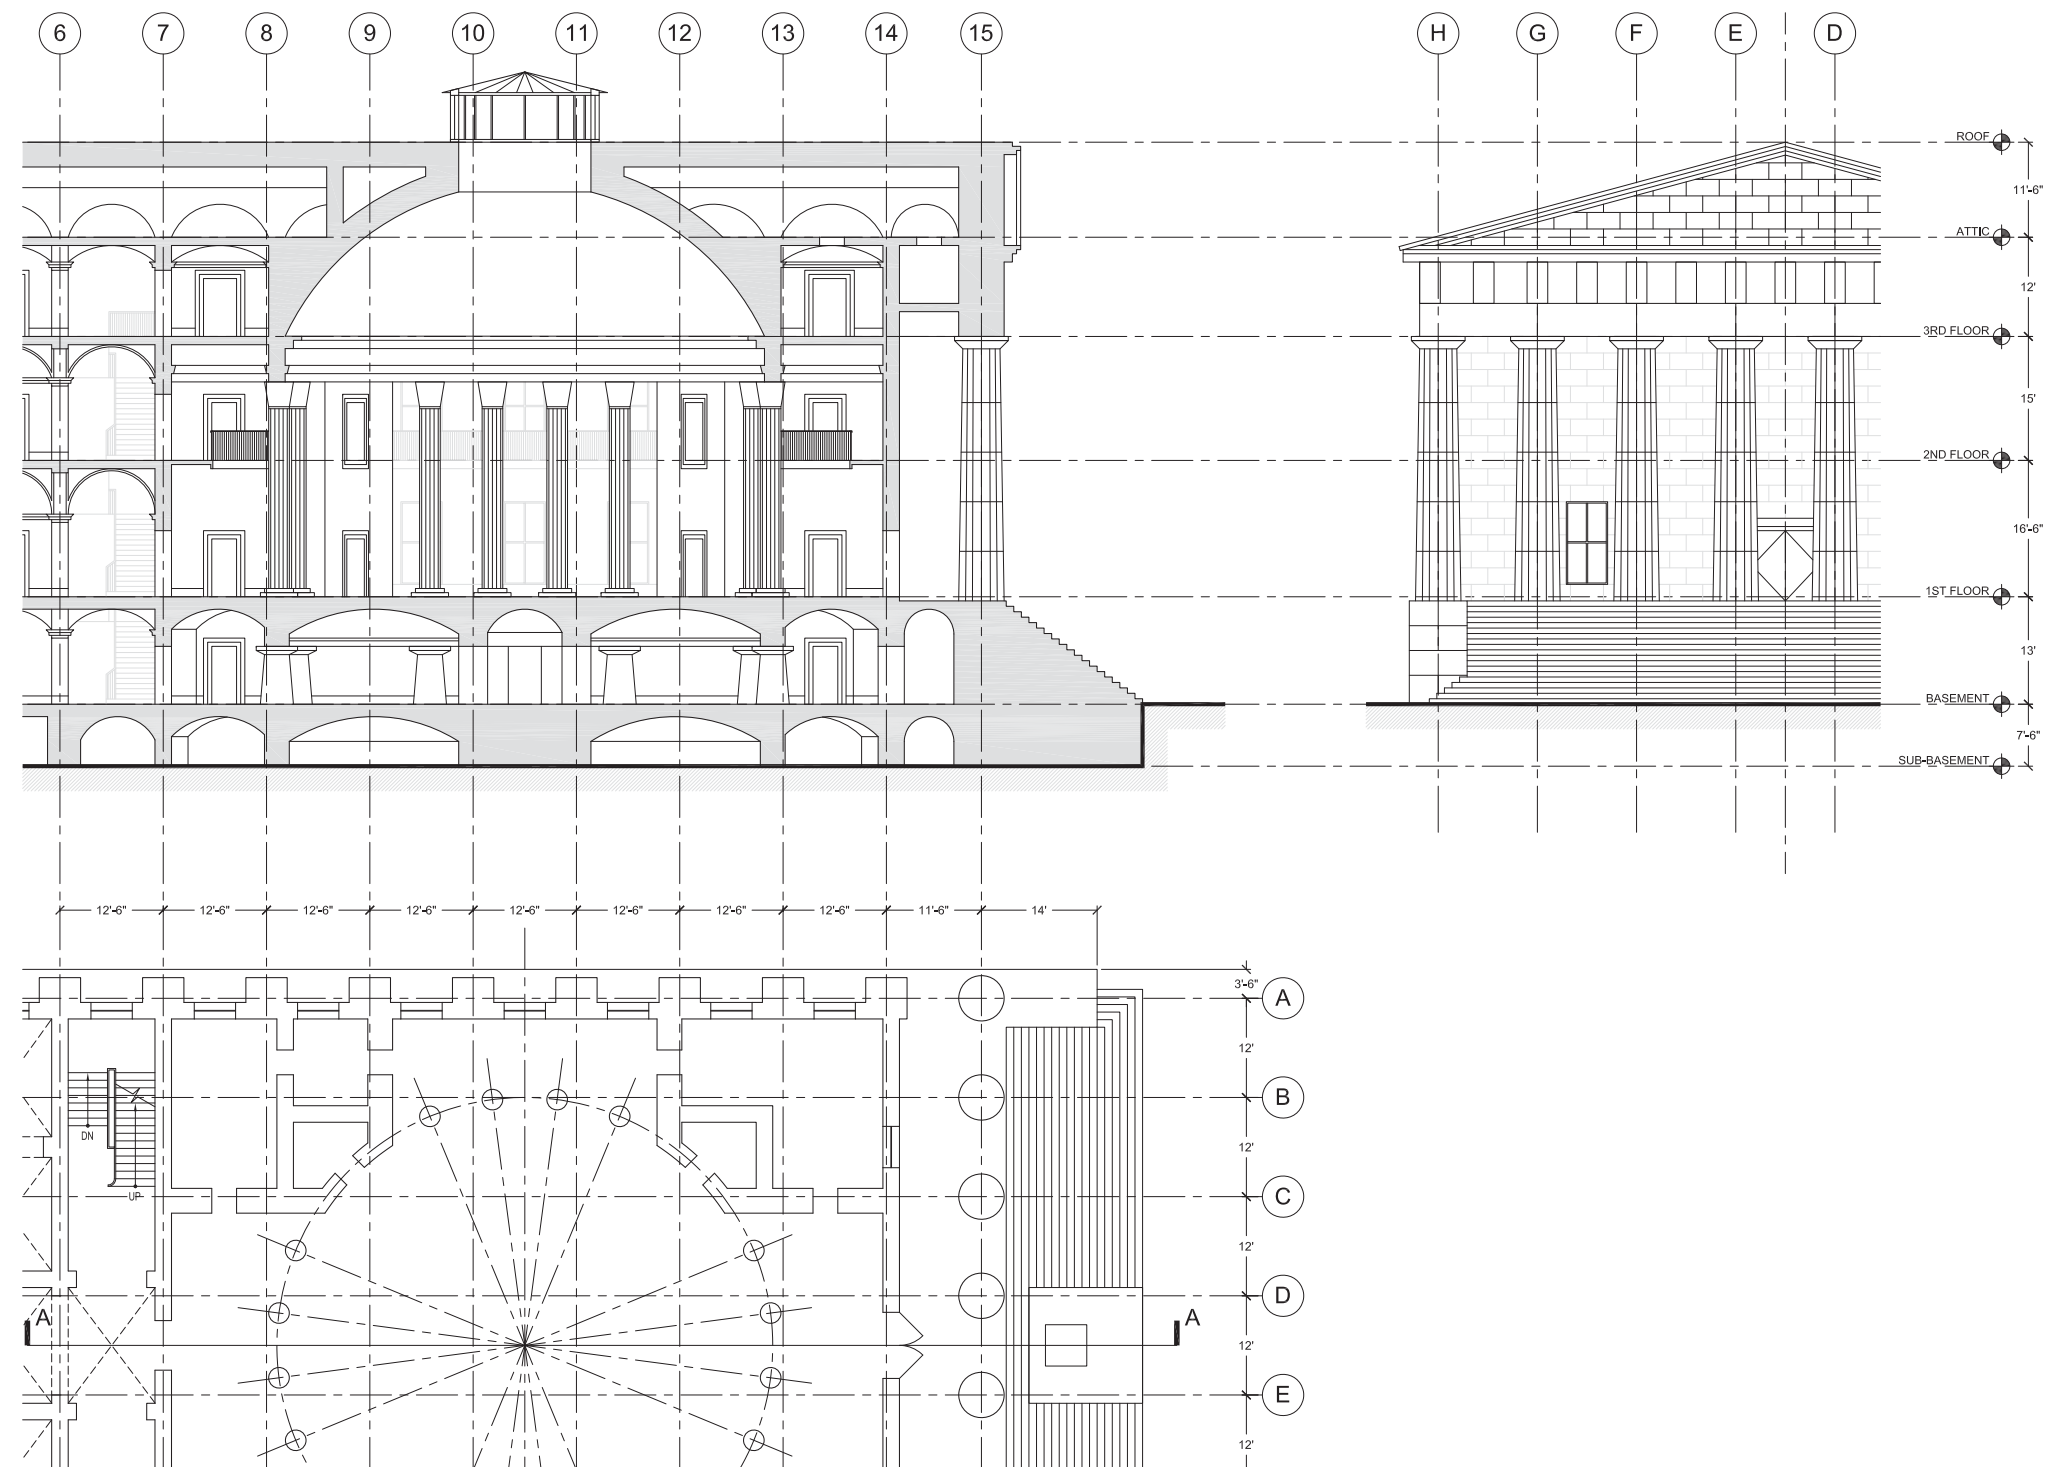 6 7 8 9 10 11 12 13 14 15 H G F E D
ROOF
11'-6"
ATTIC
12'
3RD FLOOR
15'
2ND FLOOR
16'-6"
1ST FLOOR
13'
BASEMENT
7'-6"
SUB-BASEMENT
12'-6" 12'-6" 12'-6" 12'-6" 12'-6" 12'-6" 12'-6" 12'-6" 11'-6" 14'
3'-6"
A
12'
B
DN
12'
UP
C
12'
D
A A
12'
E
12'